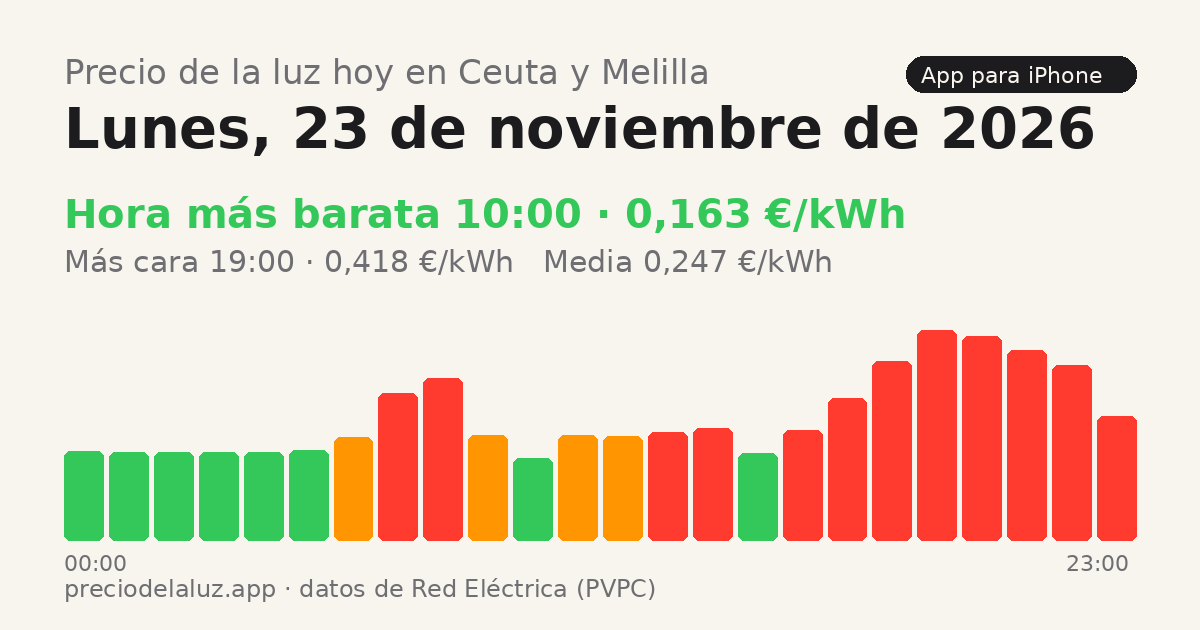 Precio de la luz hoy en Ceuta y Melilla
App para iPhone
Lunes, 23 de noviembre de 2026
Hora más barata 10:00 · 0,163 €/kWh
Más cara 19:00 · 0,418 €/kWh Media 0,247 €/kWh
00:00
23:00
preciodelaluz.app · datos de Red Eléctrica (PVPC)